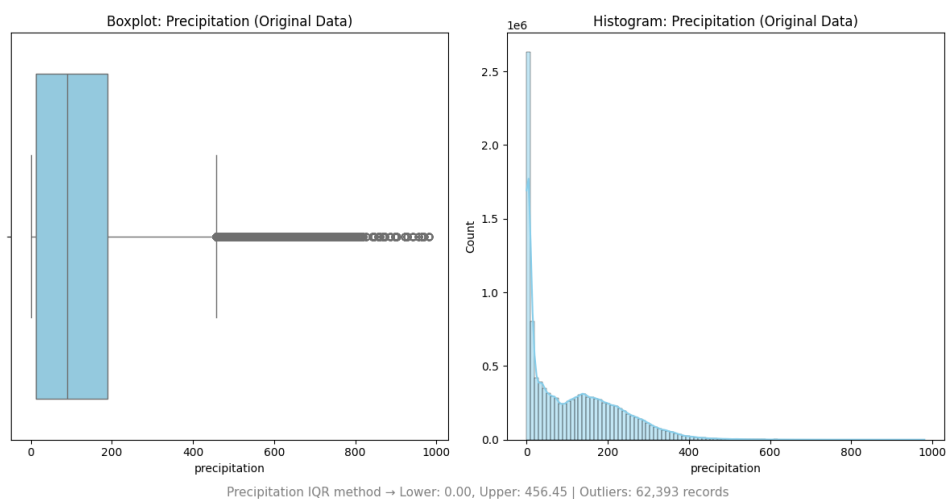 Boxplot: Precipitation (Original Data)
0 200 400 600 800 1000
precipitation
Histogram: Precipitation (Original Data)
1e6
2.5
2.0
1.5
1.0
0.5
0.0
Count
0 200 400 600 800 1000
precipitation
Precipitation IQR method → Lower: 0.00, Upper: 456.45 | Outliers: 62,393 records